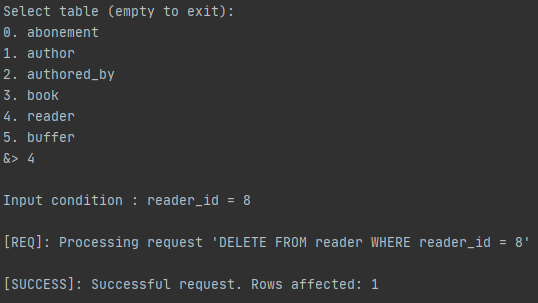 Select table (empty to exit):
0. abonement
1. author
2. authored_by
3. book
4. reader
5. buffer
&> 4
Input condition : reader_id = 8
[REQ]: Processing request 'DELETE FROM reader WHERE reader_id = 8'
[SUCCESS]: Successful request. Rows affected: 1